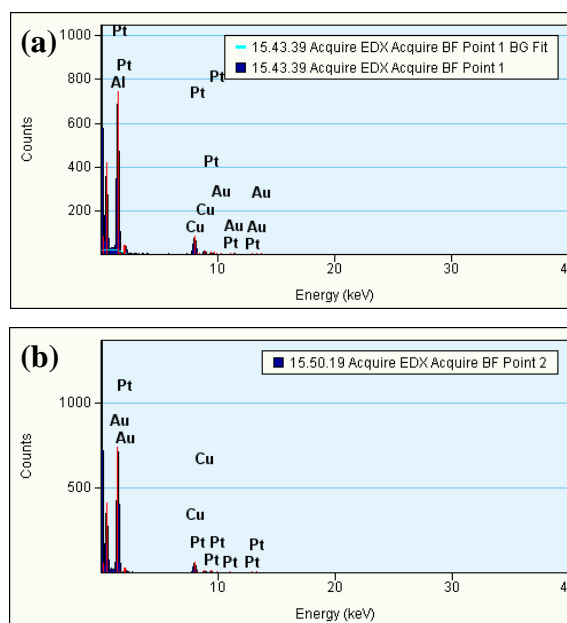 (a)
1000
Pt
15.43.39 Acquire EDX Acquire BF Point 1 BG Fit
15.43.39 Acquire EDX Acquire BF Point 1
800
Pt
Pt
Al
Pt
600
Counts
400
Pt
200
Au
Au
Cu
Cu
Au
Au
Pt
Pt
10
20
30
40
Energy (keV)
(b)
15.50.19 Acquire EDX Acquire BF Point 2
Pt
1000
Au
Au
Counts
Cu
500
Cu
Pt
Pt
Pt
Pt
Pt
Pt
10
20
30
40
Energy (keV)